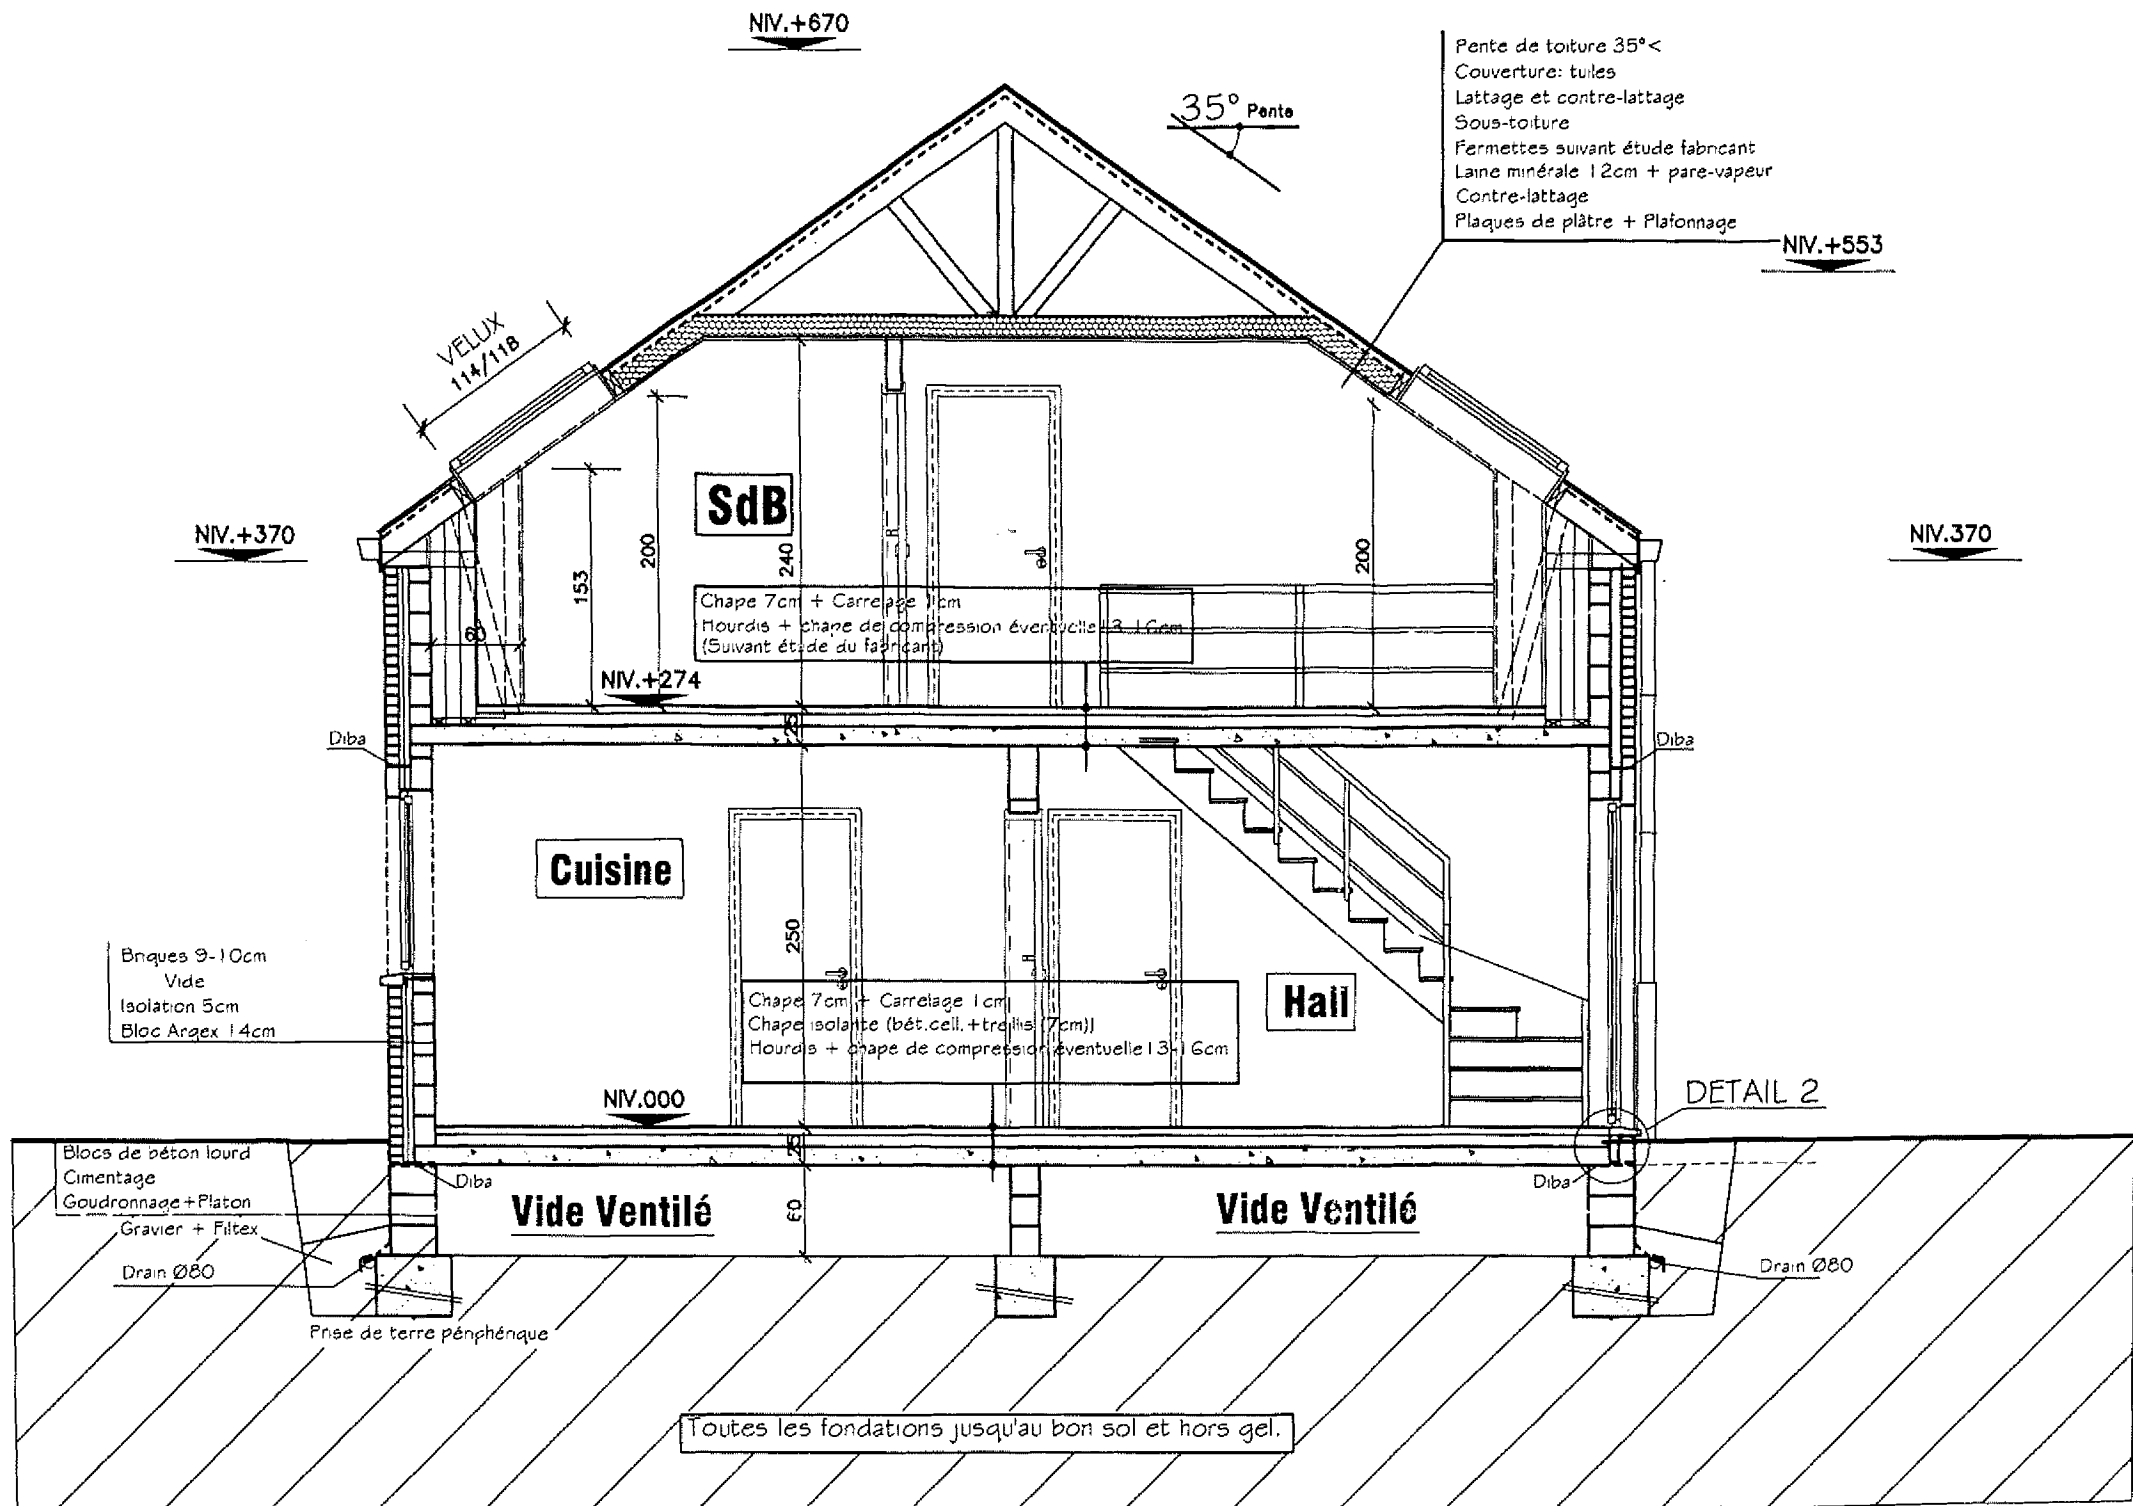 NIV.+670
Pente de toiture 35°<
Couverture: tuiles
Lattage et contre-lattage
Sous-toiture
Fermettes suivant étude fabricant
Laine minérale 12cm + pare-vapeur
Contre-lattage
Plaques de plâtre + Plafonnage
35° Pente
NIV.+553
VELUX
114/118
SdB
NIV.+370
NIV.370
153
200
240
200
60
Chape 7cm + Carrelage 1cm
Hourdis + chape de compression éventuelle 13-16cm
(Suivant étude du fabricant)
NIV.+274
25
Diba
Diba
Cuisine
250
Hall
Briques 9-10cm
Vide
Isolation 5cm
Bloc Argex 14cm
Chape 7cm + Carrelage 1cm
Chape isolante (bét.cell.+treillis (7cm))
Hourdis + chape de compression éventuelle 13-16cm
NIV.000
DETAIL 2
25
Blocs de béton lourd
Cimentage
Goudronnage+Platon
Gravier + Filtex
Drain Ø80
Diba
Vide Ventilé
60
Vide Ventilé
Diba
Drain Ø80
Prise de terre périphérique
Toutes les fondations jusqu'au bon sol et hors gel.